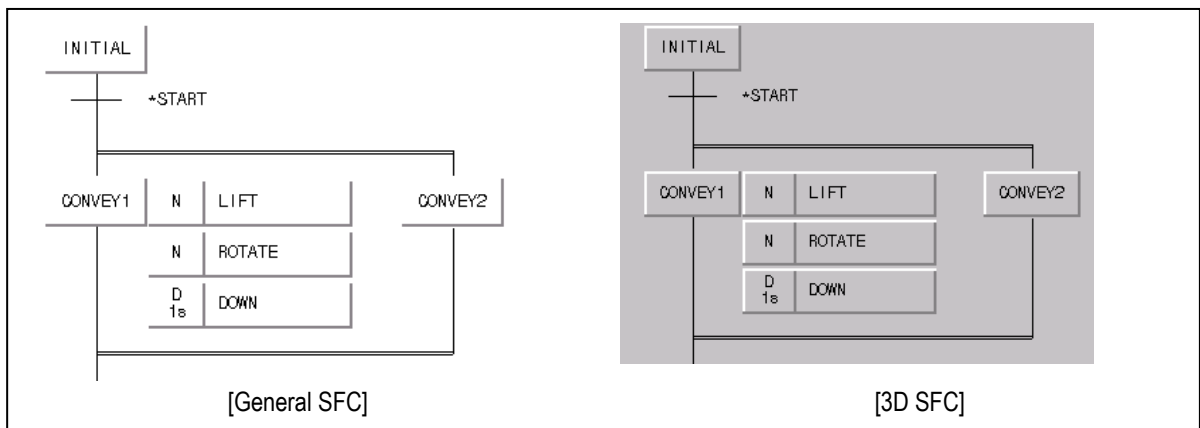 INITIAL
*START
CONVEY1 N LIFT CONVEY2
N ROTATE
D
1s DOWN
[General SFC]
INITIAL
*START
CONVEY1 N LIFT CONVEY2
N ROTATE
D
1s DOWN
[3D SFC]